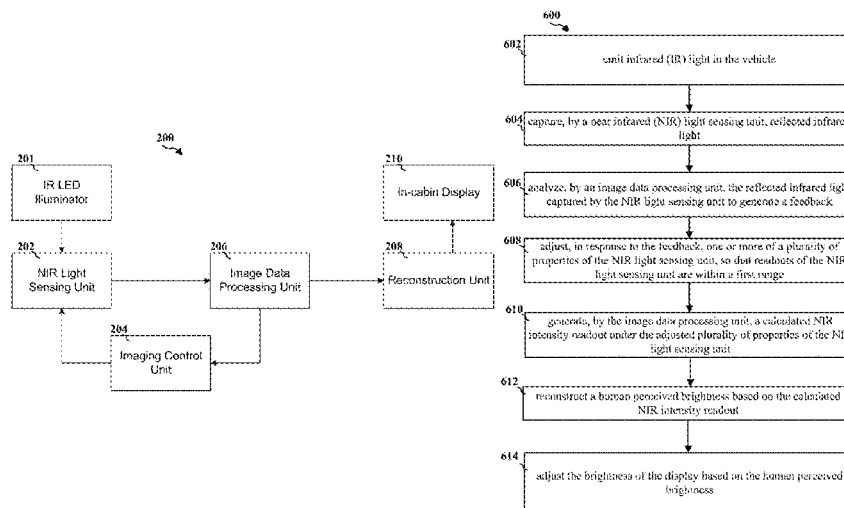 200
201
IR LED
Illuminator
202
NIR Light
Sensing Unit
204
Imaging Control
Unit
206
Image Data
Processing Unit
208
Reconstruction Unit
210
In-cabin Display
600
602
emit infrared (IR) light in the vehicle
604
capture, by a near infrared (NIR) light sensing unit, reflected infrared
light
606
analyze, by an image data processing unit, the reflected infrared light
captured by the NIR light sensing unit to generate a feedback
608
adjust, in response to the feedback, one or more of a plurality of
properties of the NIR light sensing unit, so that readouts of the NIR
light sensing unit are within a first range
610
generate, by the image data processing unit, a calculated NIR
intensity readout under the adjusted plurality of properties of the NIR
light sensing unit
612
reconstruct a human perceived brightness based on the calculated
NIR intensity readout
614
adjust the brightness of the display based on the human perceived
brightness